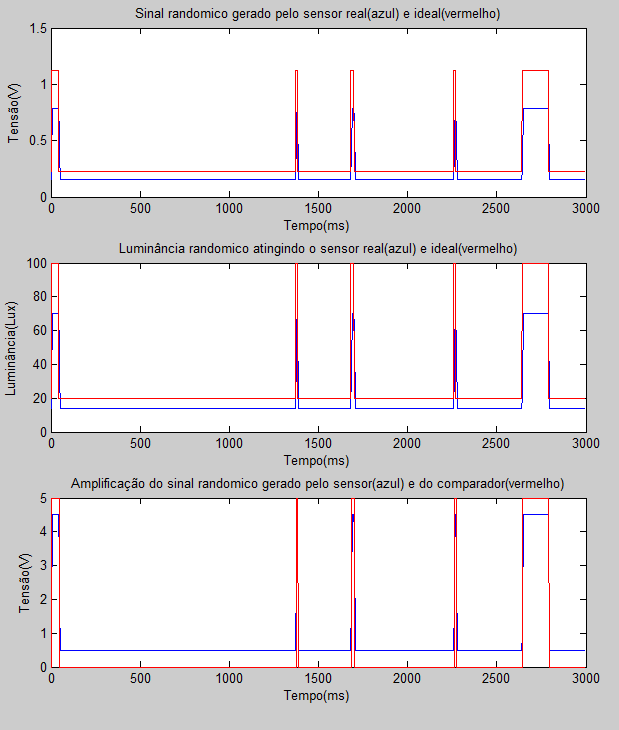 Sinal randomico gerado pelo sensor real(azul) e ideal(vermelho)
1.5
1
0.5
0
Tensão(V)
0 500 1000 1500 2000 2500 3000
Tempo(ms)
Luminância randomico atingindo o sensor real(azul) e ideal(vermelho)
100
80
60
40
20
0
Luminância(Lux)
0 500 1000 1500 2000 2500 3000
Tempo(ms)
Amplificação do sinal randomico gerado pelo sensor(azul) e do comparador(vermelho)
5
4
3
2
1
0
Tensão(V)
0 500 1000 1500 2000 2500 3000
Tempo(ms)